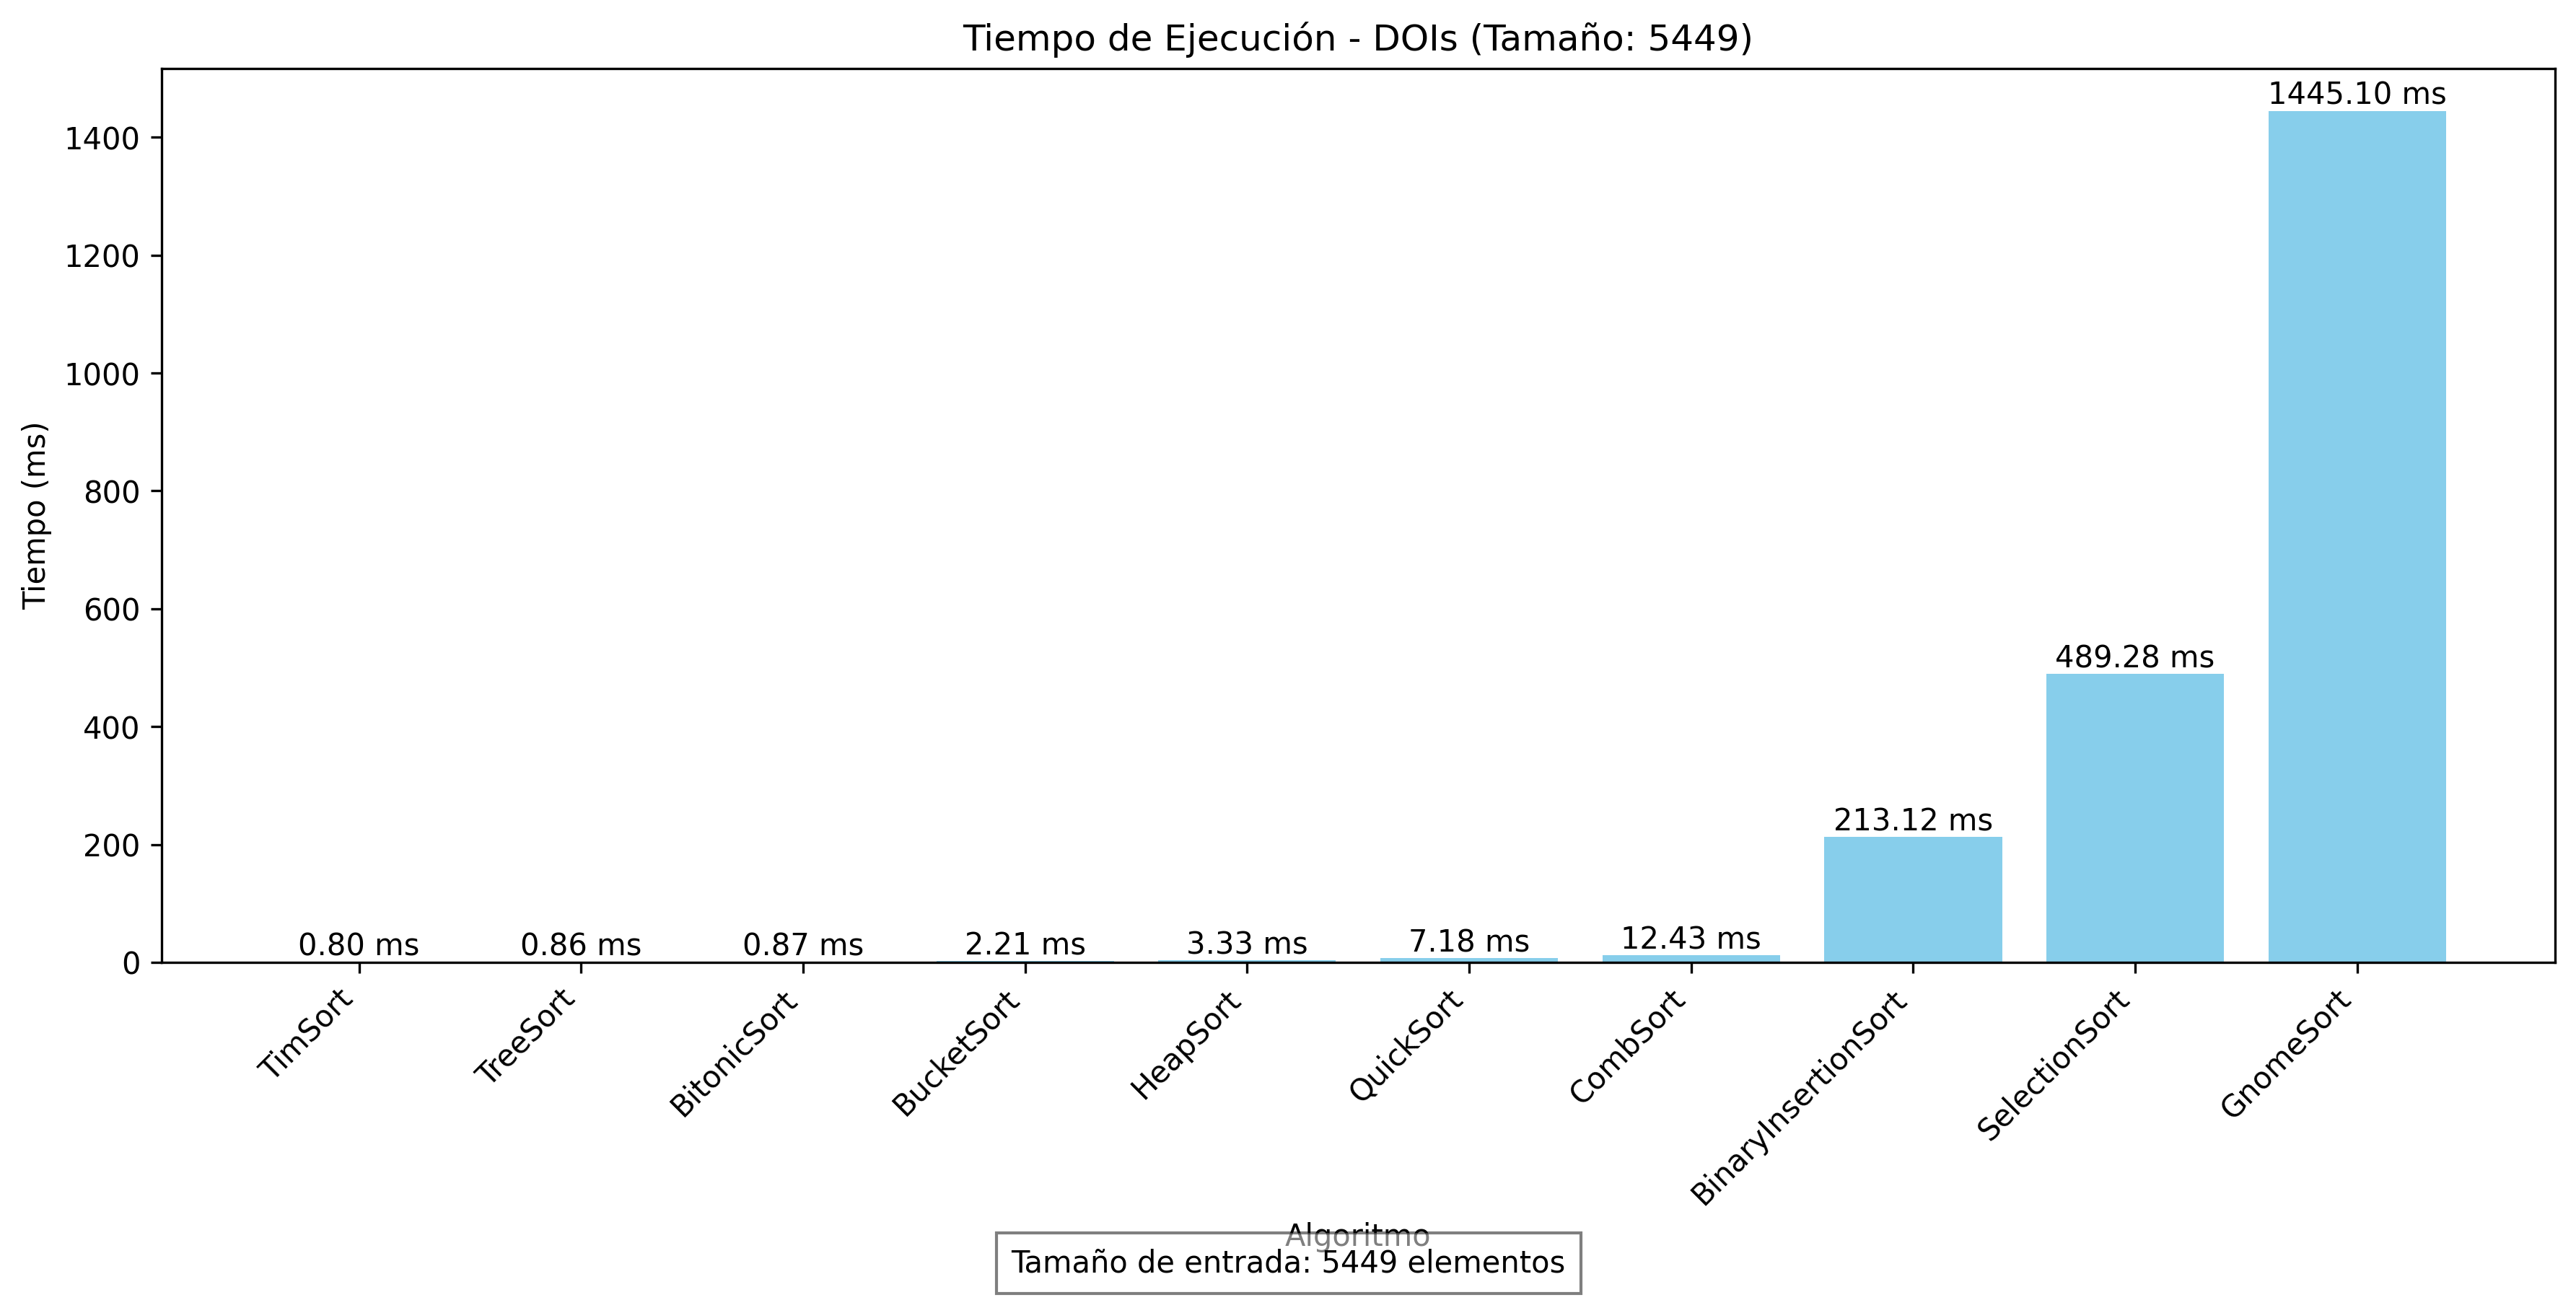 Tiempo de Ejecución - DOIs (Tamaño: 5449)
Tiempo (ms)
1400
1200
1000
800
600
400
200
0
0.80 ms
0.86 ms
0.87 ms
2.21 ms
3.33 ms
7.18 ms
12.43 ms
213.12 ms
489.28 ms
1445.10 ms
TimSort
TreeSort
BitonicSort
BucketSort
HeapSort
QuickSort
CombSort
BinaryInsertionSort
SelectionSort
GnomeSort
Algoritmo
Tamaño de entrada: 5449 elementos